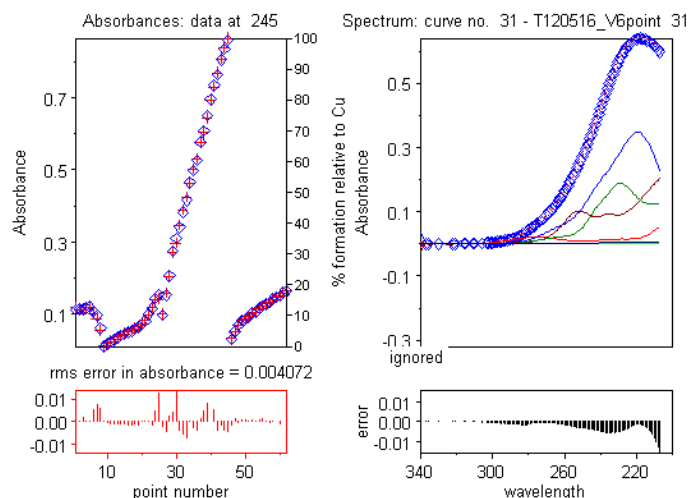 Absorbances: data at 245
100
90
80
70
60
50
40
30
20
10
0
0.7
0.5
0.3
0.1
Absorbance
% formation relative to Cu
rms error in absorbance = 0.004072
0.01
0.00
-0.01
10 30 50
point number
Spectrum: curve no. 31 - T120516_V6point 31
0.5
0.3
0.1
-0.1
-0.3
Absorbance
ignored
0.01
0.00
-0.01
error
340 300 260 220
wavelength